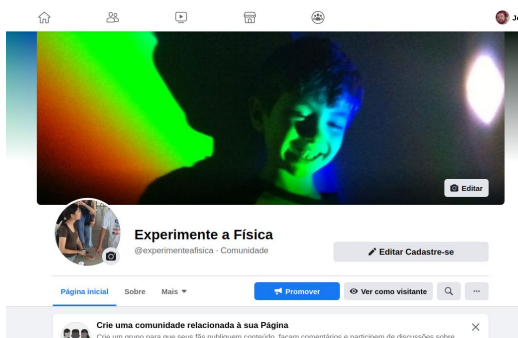 Je
Editar
Experimente a Física
@experimenteafisica · Comunidade
Editar Cadastre-se
Página inicial Sobre Mais
Promover Ver como visitante
Crie uma comunidade relacionada à sua Página
Crie um grupo para que seus fãs publiquem conteúdo, façam comentários e participem de discussões sobre